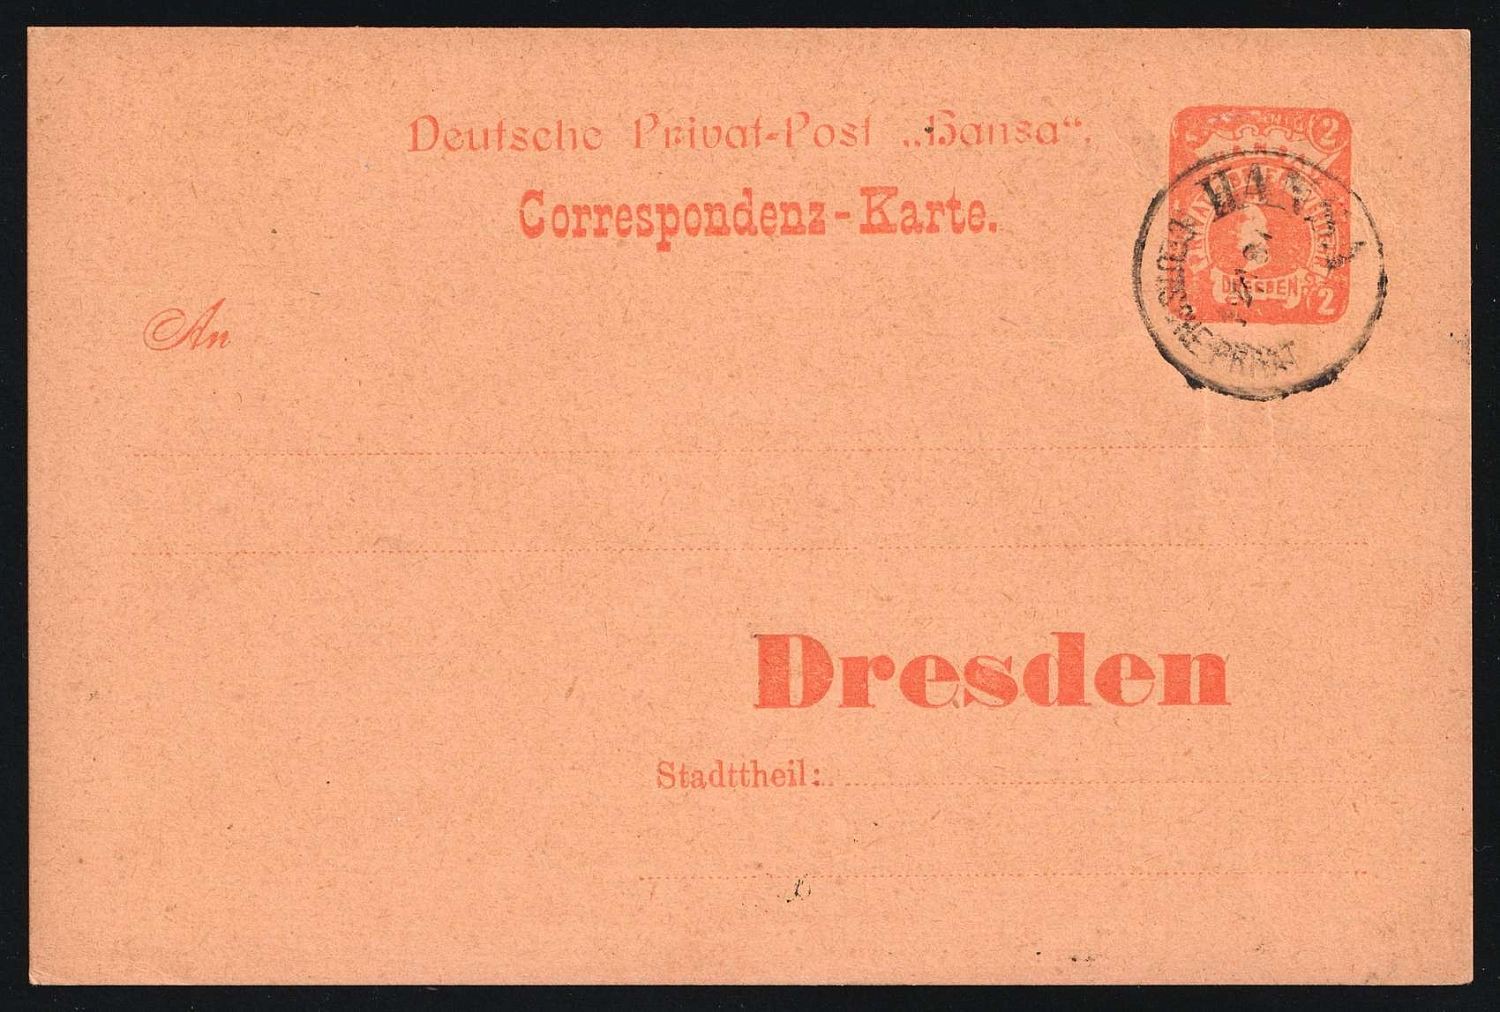 Deutsche Privat-Post „Hansa“.
Correspondenz-Karte.
2
HANSA
DRESDEN
2
An
Dresden
Stadttheil: